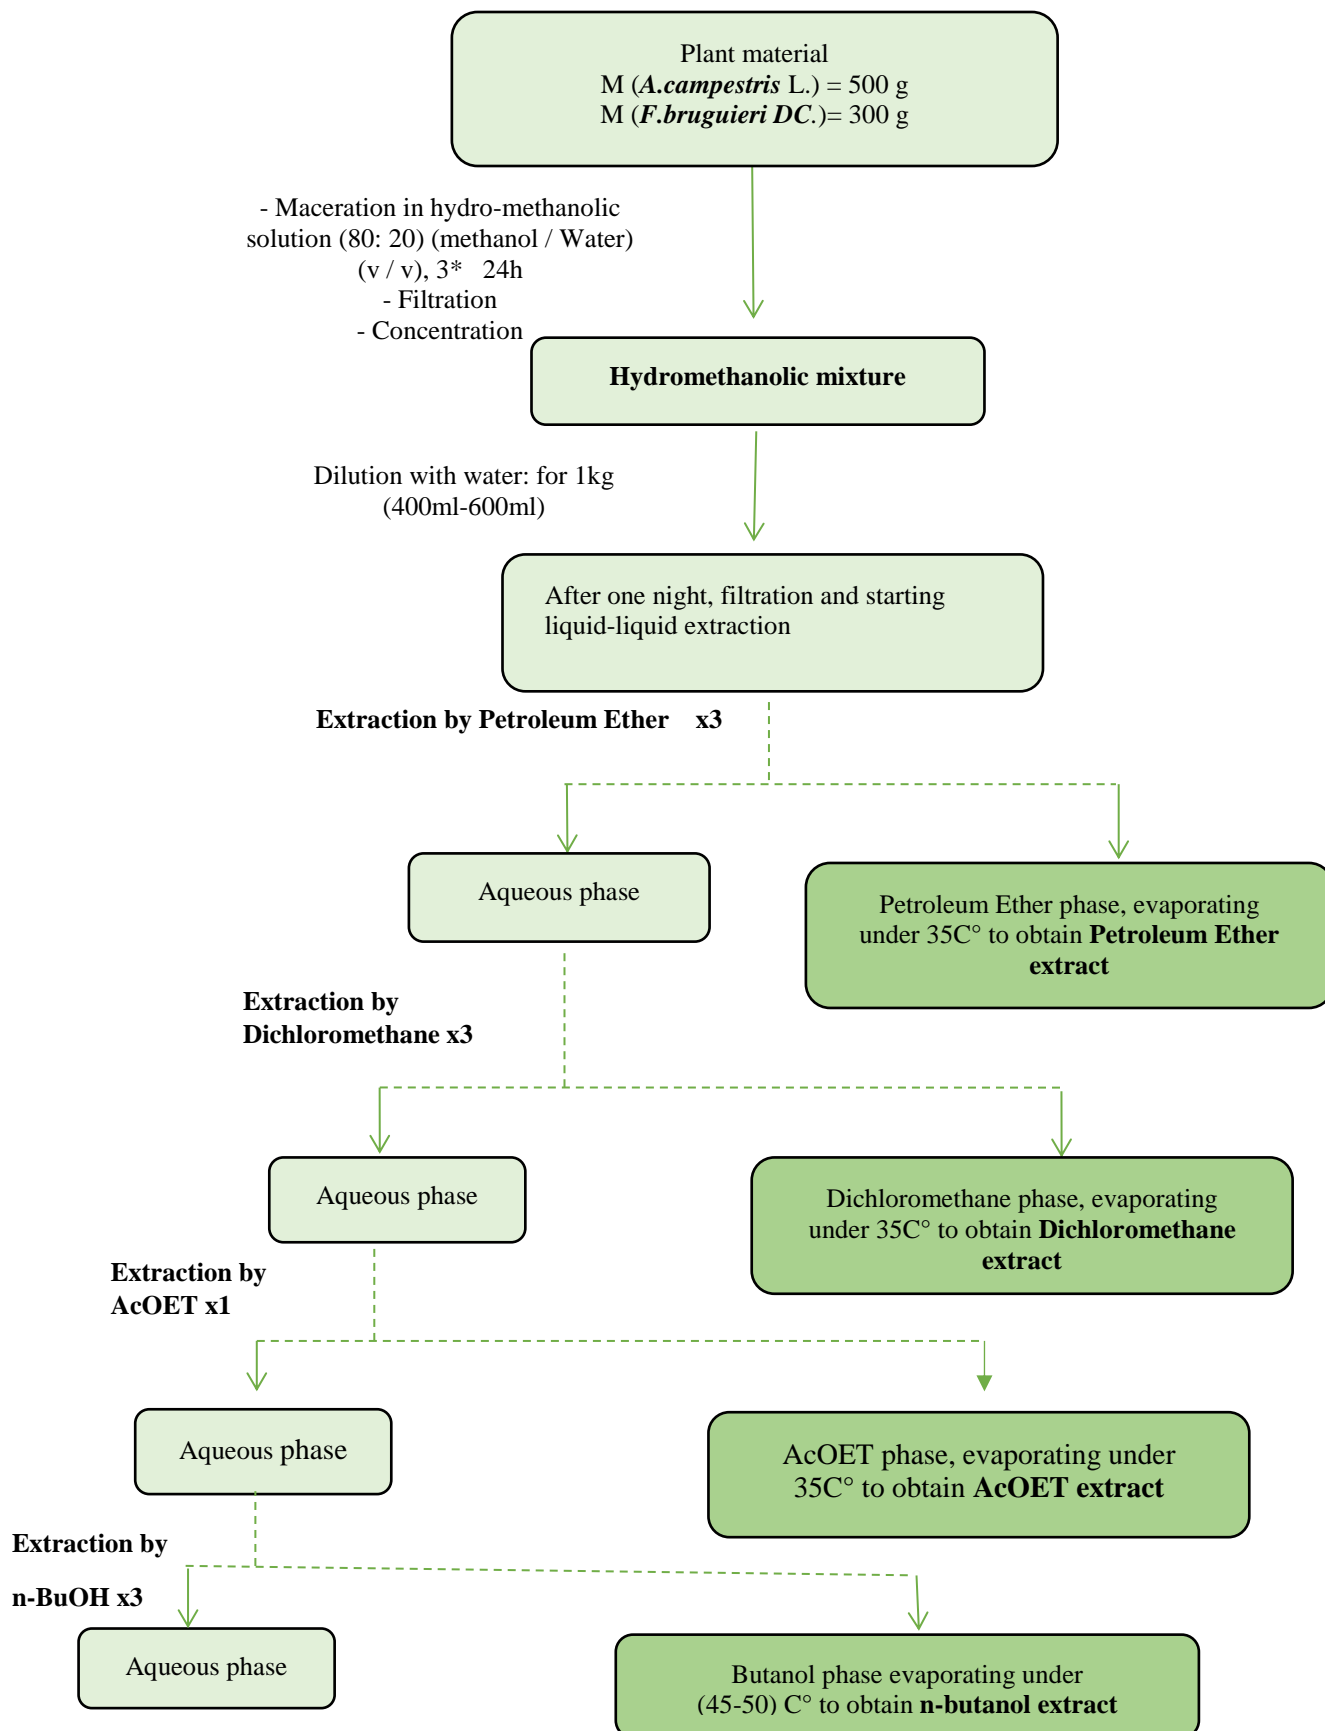 Plant material
M (A.campestris L.) = 500 g
M (F.bruguieri DC.)= 300 g
- Maceration in hydro-methanolic
solution (80: 20) (methanol / Water)
(v / v), 3* 24h
- Filtration
- Concentration
Hydromethanolic mixture
Dilution with water: for 1kg
(400ml-600ml)
After one night, filtration and starting
liquid-liquid extraction
Extraction by Petroleum Ether x3
Aqueous phase
Petroleum Ether phase, evaporating
under 35C° to obtain Petroleum Ether
extract
Extraction by
Dichloromethane x3
Aqueous phase
Dichloromethane phase, evaporating
under 35C° to obtain Dichloromethane
extract
Extraction by
AcOET x1
Aqueous phase
AcOET phase, evaporating under
35C° to obtain AcOET extract
Extraction by
n-BuOH x3
Aqueous phase
Butanol phase evaporating under
(45-50) C° to obtain n-butanol extract